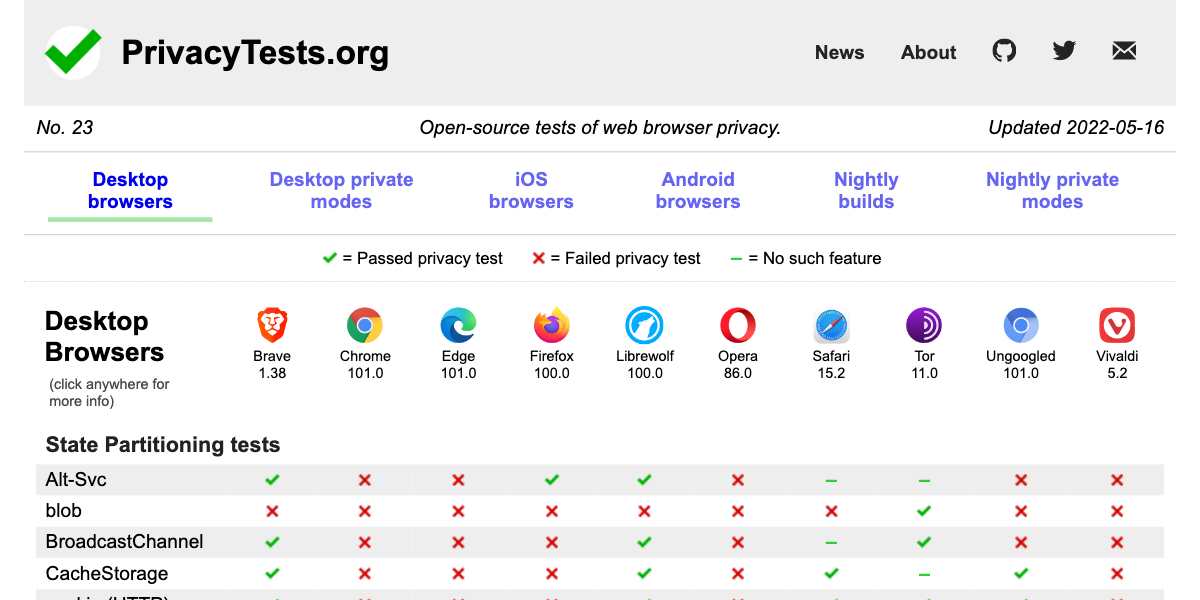 PrivacyTests.org
News About
No. 23 Open-source tests of web browser privacy. Updated 2022-05-16
Desktop browsers Desktop private modes iOS browsers Android browsers Nightly builds Nightly private modes
= Passed privacy test = Failed privacy test = No such feature
Desktop Browsers
(click anywhere for more info)
Brave 1.38
Chrome 101.0
Edge 101.0
Firefox 100.0
Librewolf 100.0
Opera 86.0
Safari 15.2
Tor 11.0
Ungoogled 101.0
Vivaldi 5.2
State Partitioning tests
Alt-Svc
blob
BroadcastChannel
CacheStorage